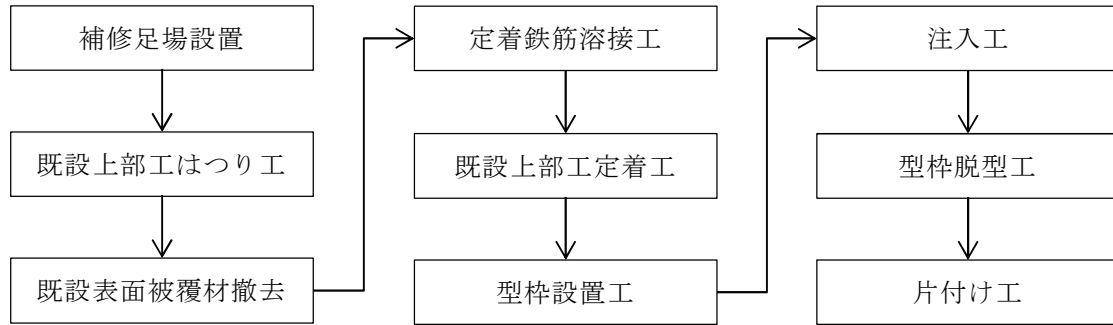 補修足場設置
既設上部工はつり工
既設表面被覆材撤去
定着鉄筋溶接工
既設上部工定着工
型枠設置工
注入工
型枠脱型工
片付け工